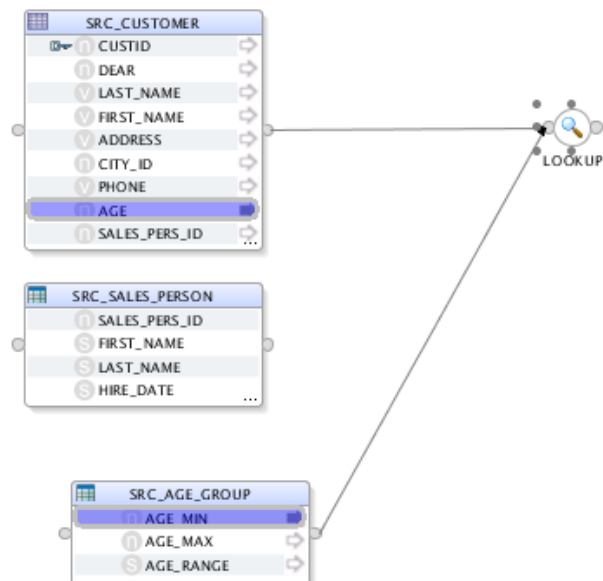 SRC_CUSTOMER
n CUSTID
n DEAR
V LAST_NAME
V FIRST_NAME
V ADDRESS
n CITY_ID
V PHONE
n AGE
n SALES_PERS_ID
...
LOOKUP
SRC_SALES_PERSON
n SALES_PERS_ID
S FIRST_NAME
S LAST_NAME
S HIRE_DATE
...
SRC_AGE_GROUP
n AGE_MIN
n AGE_MAX
S AGE_RANGE